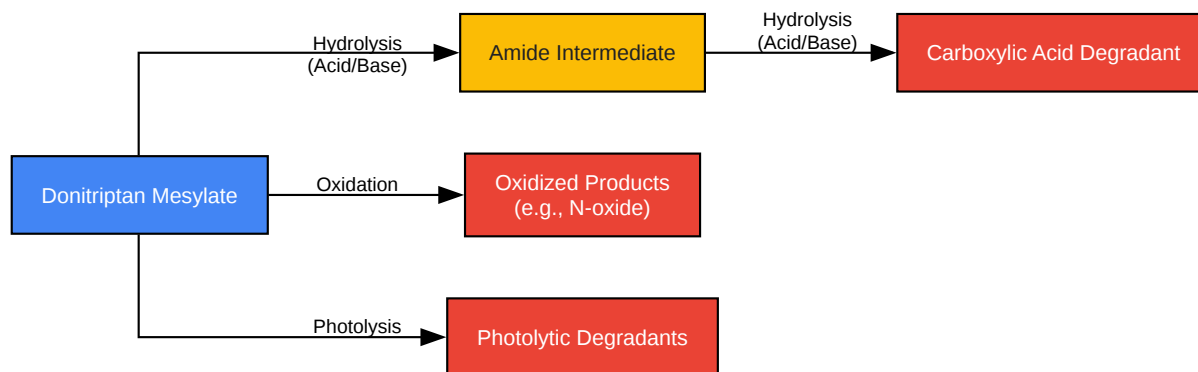 Hydrolysis
(Acid/Base)
Amide Intermediate
Hydrolysis
(Acid/Base)
Carboxylic Acid Degradant
Donitriptan Mesylate
Oxidation
Oxidized Products
(e.g., N-oxide)
Photolysis
Photolytic Degradants